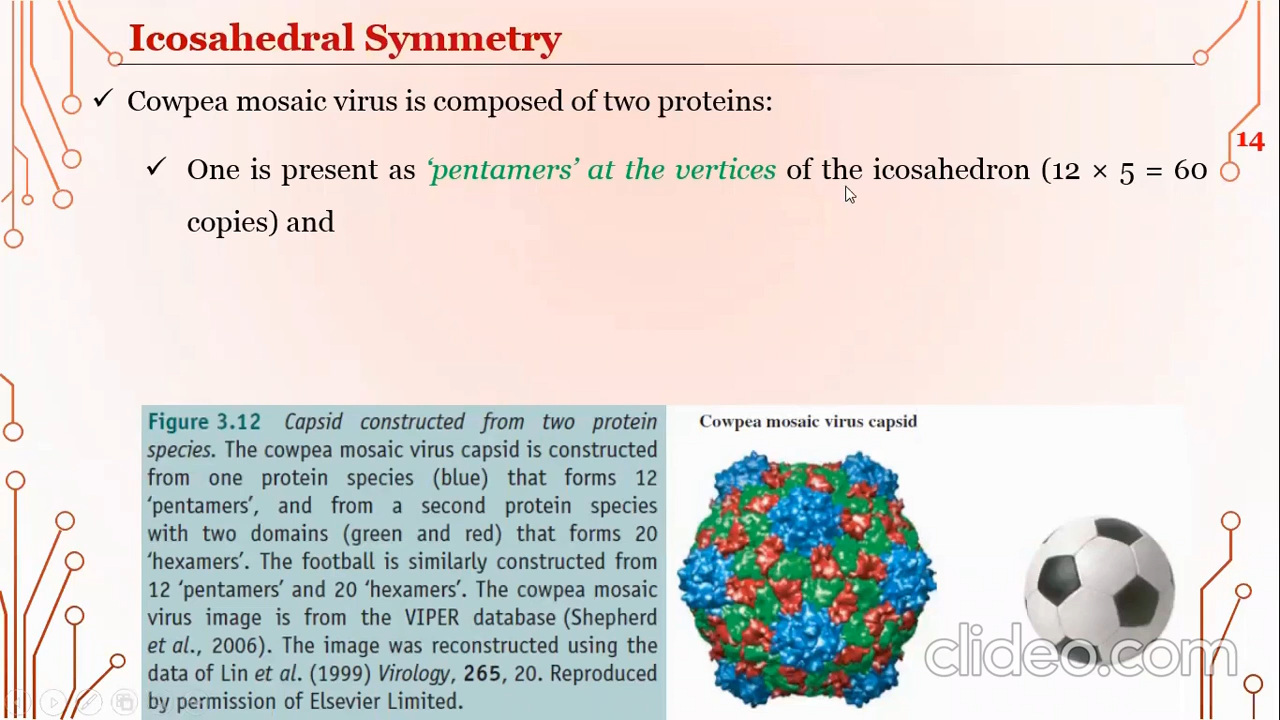 Icosahedral Symmetry
✓ Cowpea mosaic virus is composed of two proteins:
14
✓ One is present as ‘pentamers’ at the vertices of the icosahedron (12 × 5 = 60
copies) and
Figure 3.12 Capsid constructed from two protein
species. The cowpea mosaic virus capsid is constructed
from one protein species (blue) that forms 12
‘pentamers’, and from a second protein species
with two domains (green and red) that forms 20
‘hexamers’. The football is similarly constructed from
12 ‘pentamers’ and 20 ‘hexamers’. The cowpea mosaic
virus image is from the VIPER database (Shepherd
et al., 2006). The image was reconstructed using the
data of Lin et al. (1999) Virology, 265, 20. Reproduced
by permission of Elsevier Limited.
Cowpea mosaic virus capsid
clideo.com